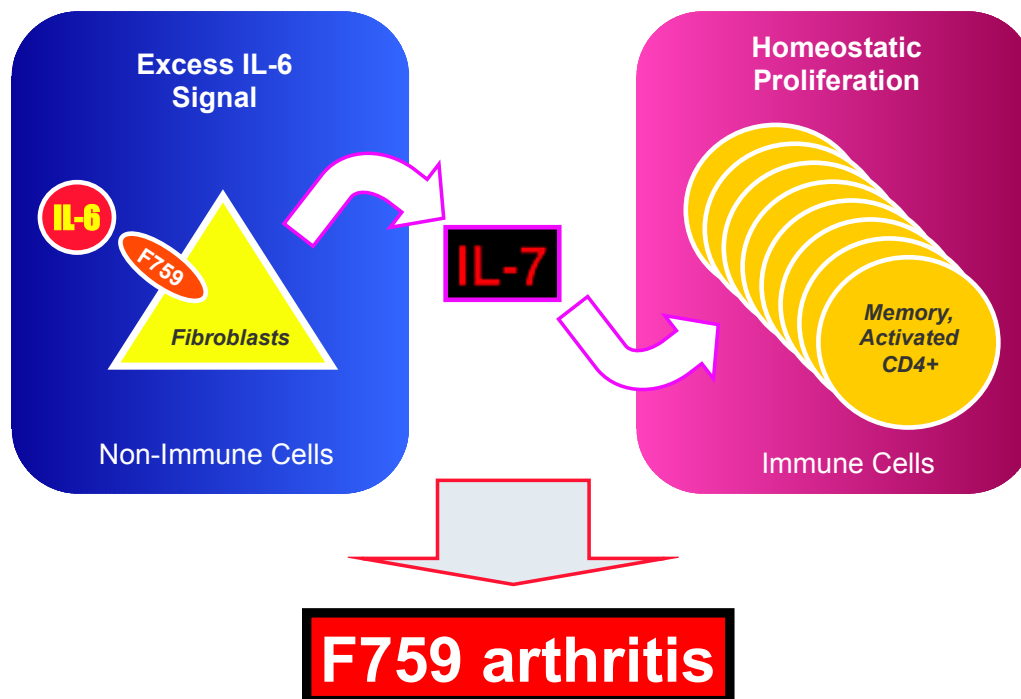 Excess IL-6
Signal
IL-6
F759
Fibroblasts
Non-Immune Cells
IL-7
Homeostatic
Proliferation
Memory,
Activated
CD4+
Immune Cells
F759 arthritis